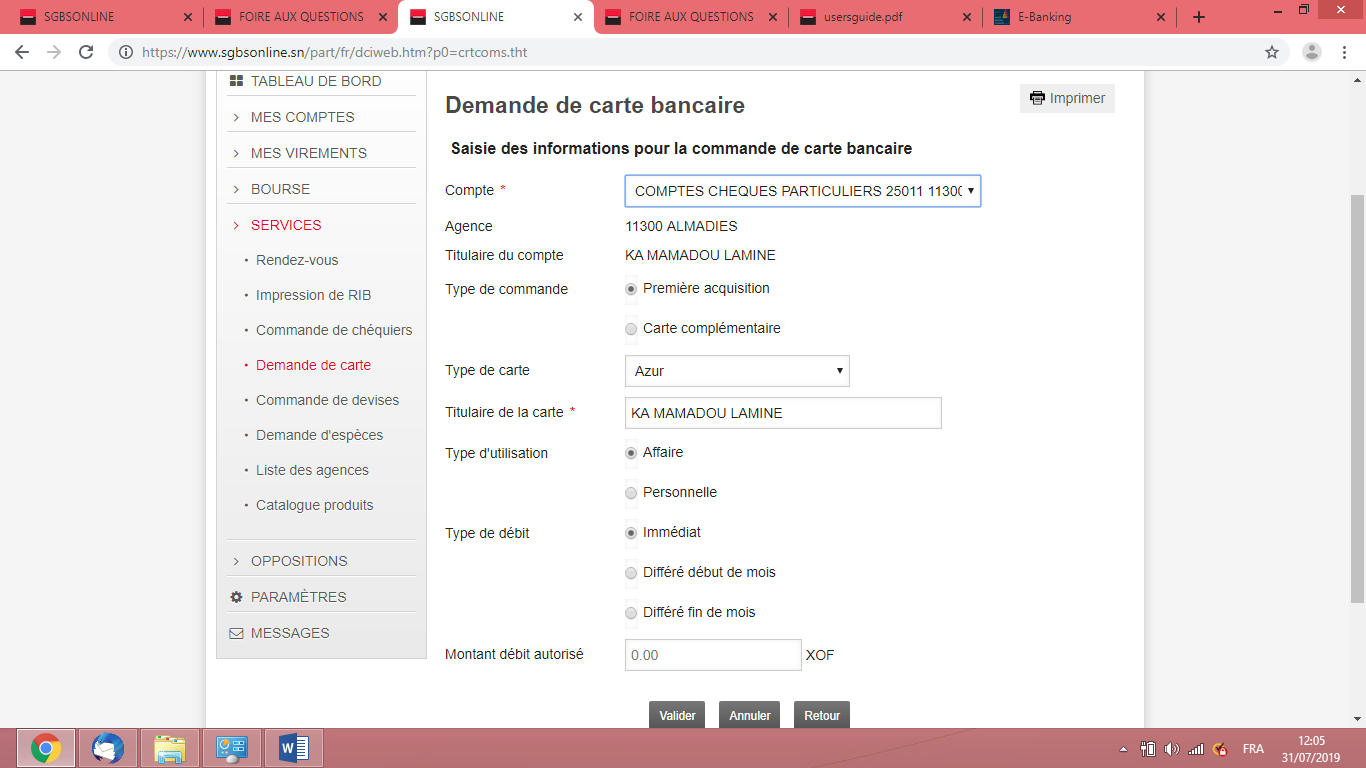 SGBSONLINE
FOIRE AUX QUESTIONS
SGBSONLINE
FOIRE AUX QUESTIONS
usersguide.pdf
E-Banking
https://www.sgbsonline.sn/part/fr/dciweb.htm?p0=crtcoms.tht
TABLEAU DE BORD
MES COMPTES
MES VIREMENTS
BOURSE
SERVICES
• Rendez-vous
• Impression de RIB
• Commande de chéquiers
• Demande de carte
• Commande de devises
• Demande d'espèces
• Liste des agences
• Catalogue produits
OPPOSITIONS
PARAMÈTRES
MESSAGES
Demande de carte bancaire
Imprimer
Saisie des informations pour la commande de carte bancaire
Compte * COMPTES CHEQUES PARTICULIERS 25011 11300
Agence 11300 ALMADIES
Titulaire du compte KA MAMADOU LAMINE
Type de commande Première acquisition
Carte complémentaire
Type de carte Azur
Titulaire de la carte * KA MAMADOU LAMINE
Type d'utilisation Affaire
Personnelle
Type de débit Immédiat
Différé début de mois
Différé fin de mois
Montant débit autorisé 0.00 XOF
Valider Annuler Retour
FRA
12:05
31/07/2019